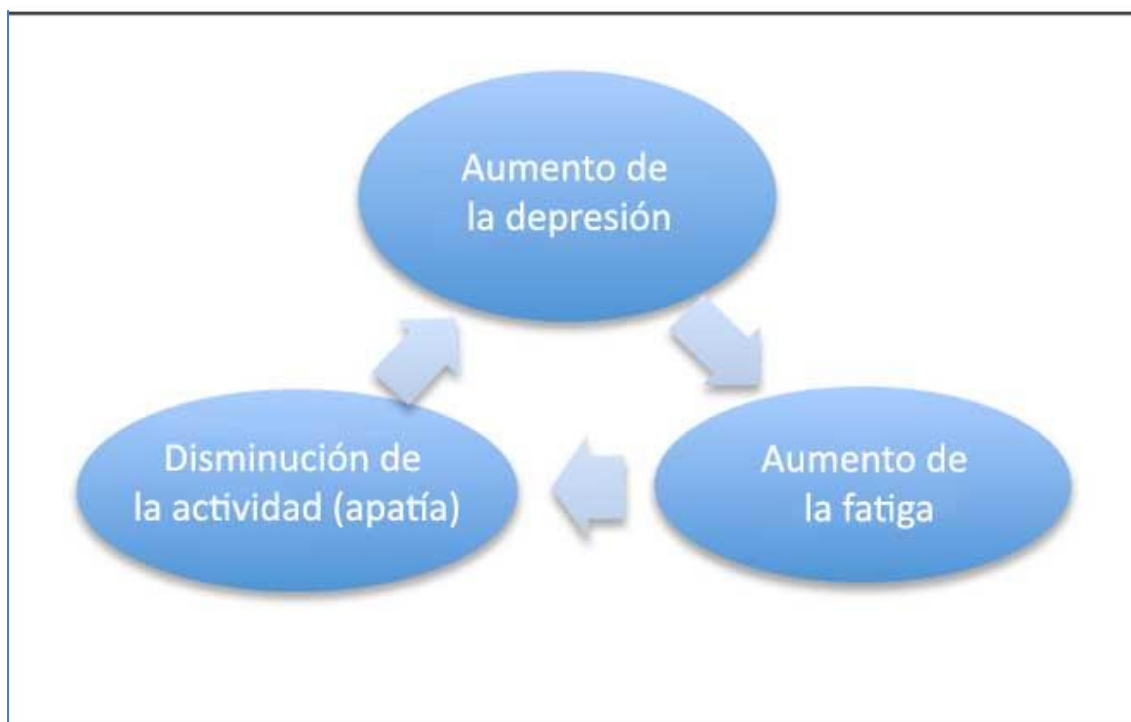 Aumento de
la depresión
Aumento de
la fatiga
Disminución de
la actividad (apatía)